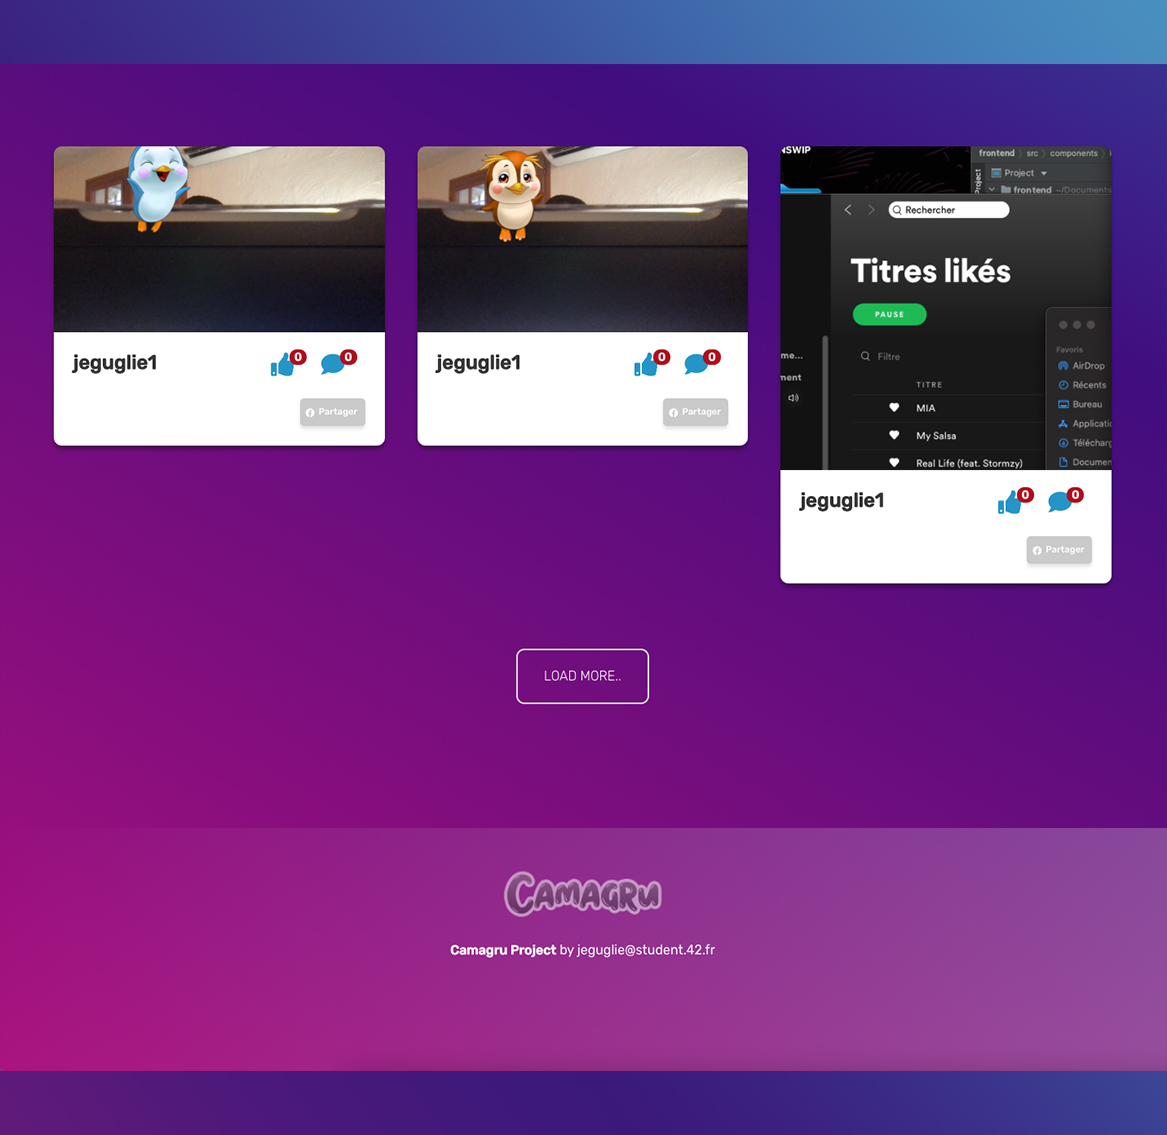 jeguglie1
0
0
Partager
jeguglie1
0
0
Partager
NSWIP
frontend
src
components
Project
Project
frontend ~/Documents
Rechercher
Titres likés
PAUSE
Filtre
me...
ment
TITRE
MIA
My Salsa
Real Life (feat. Stormzy)
Favoris
AirDrop
Récents
Bureau
Applicatic
Télécharg
Documen
jeguglie1
0
0
Partager
LOAD MORE..
CAMAGRU
Camagru Project by jeguglie@student.42.fr